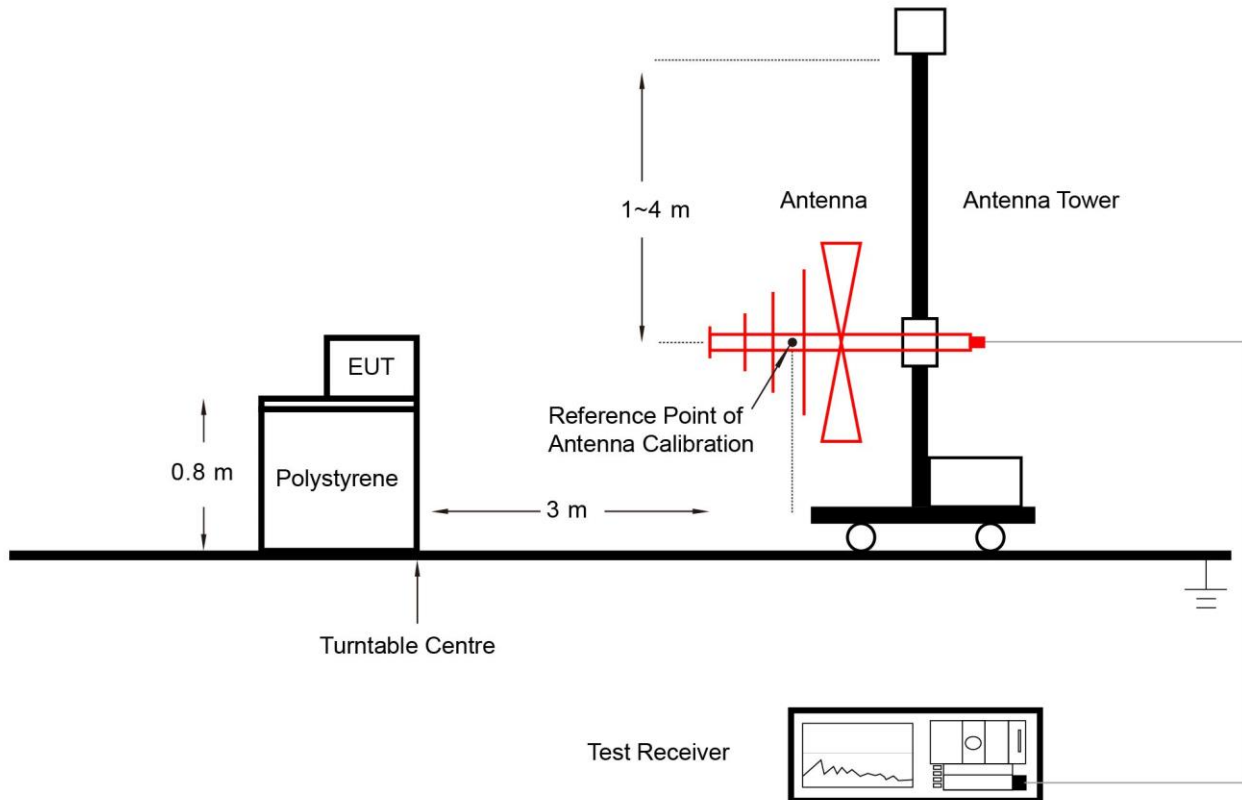 1~4 m
Antenna
Antenna Tower
EUT
Reference Point of
Antenna Calibration
0.8 m
Polystyrene
3 m
Turntable Centre
Test Receiver